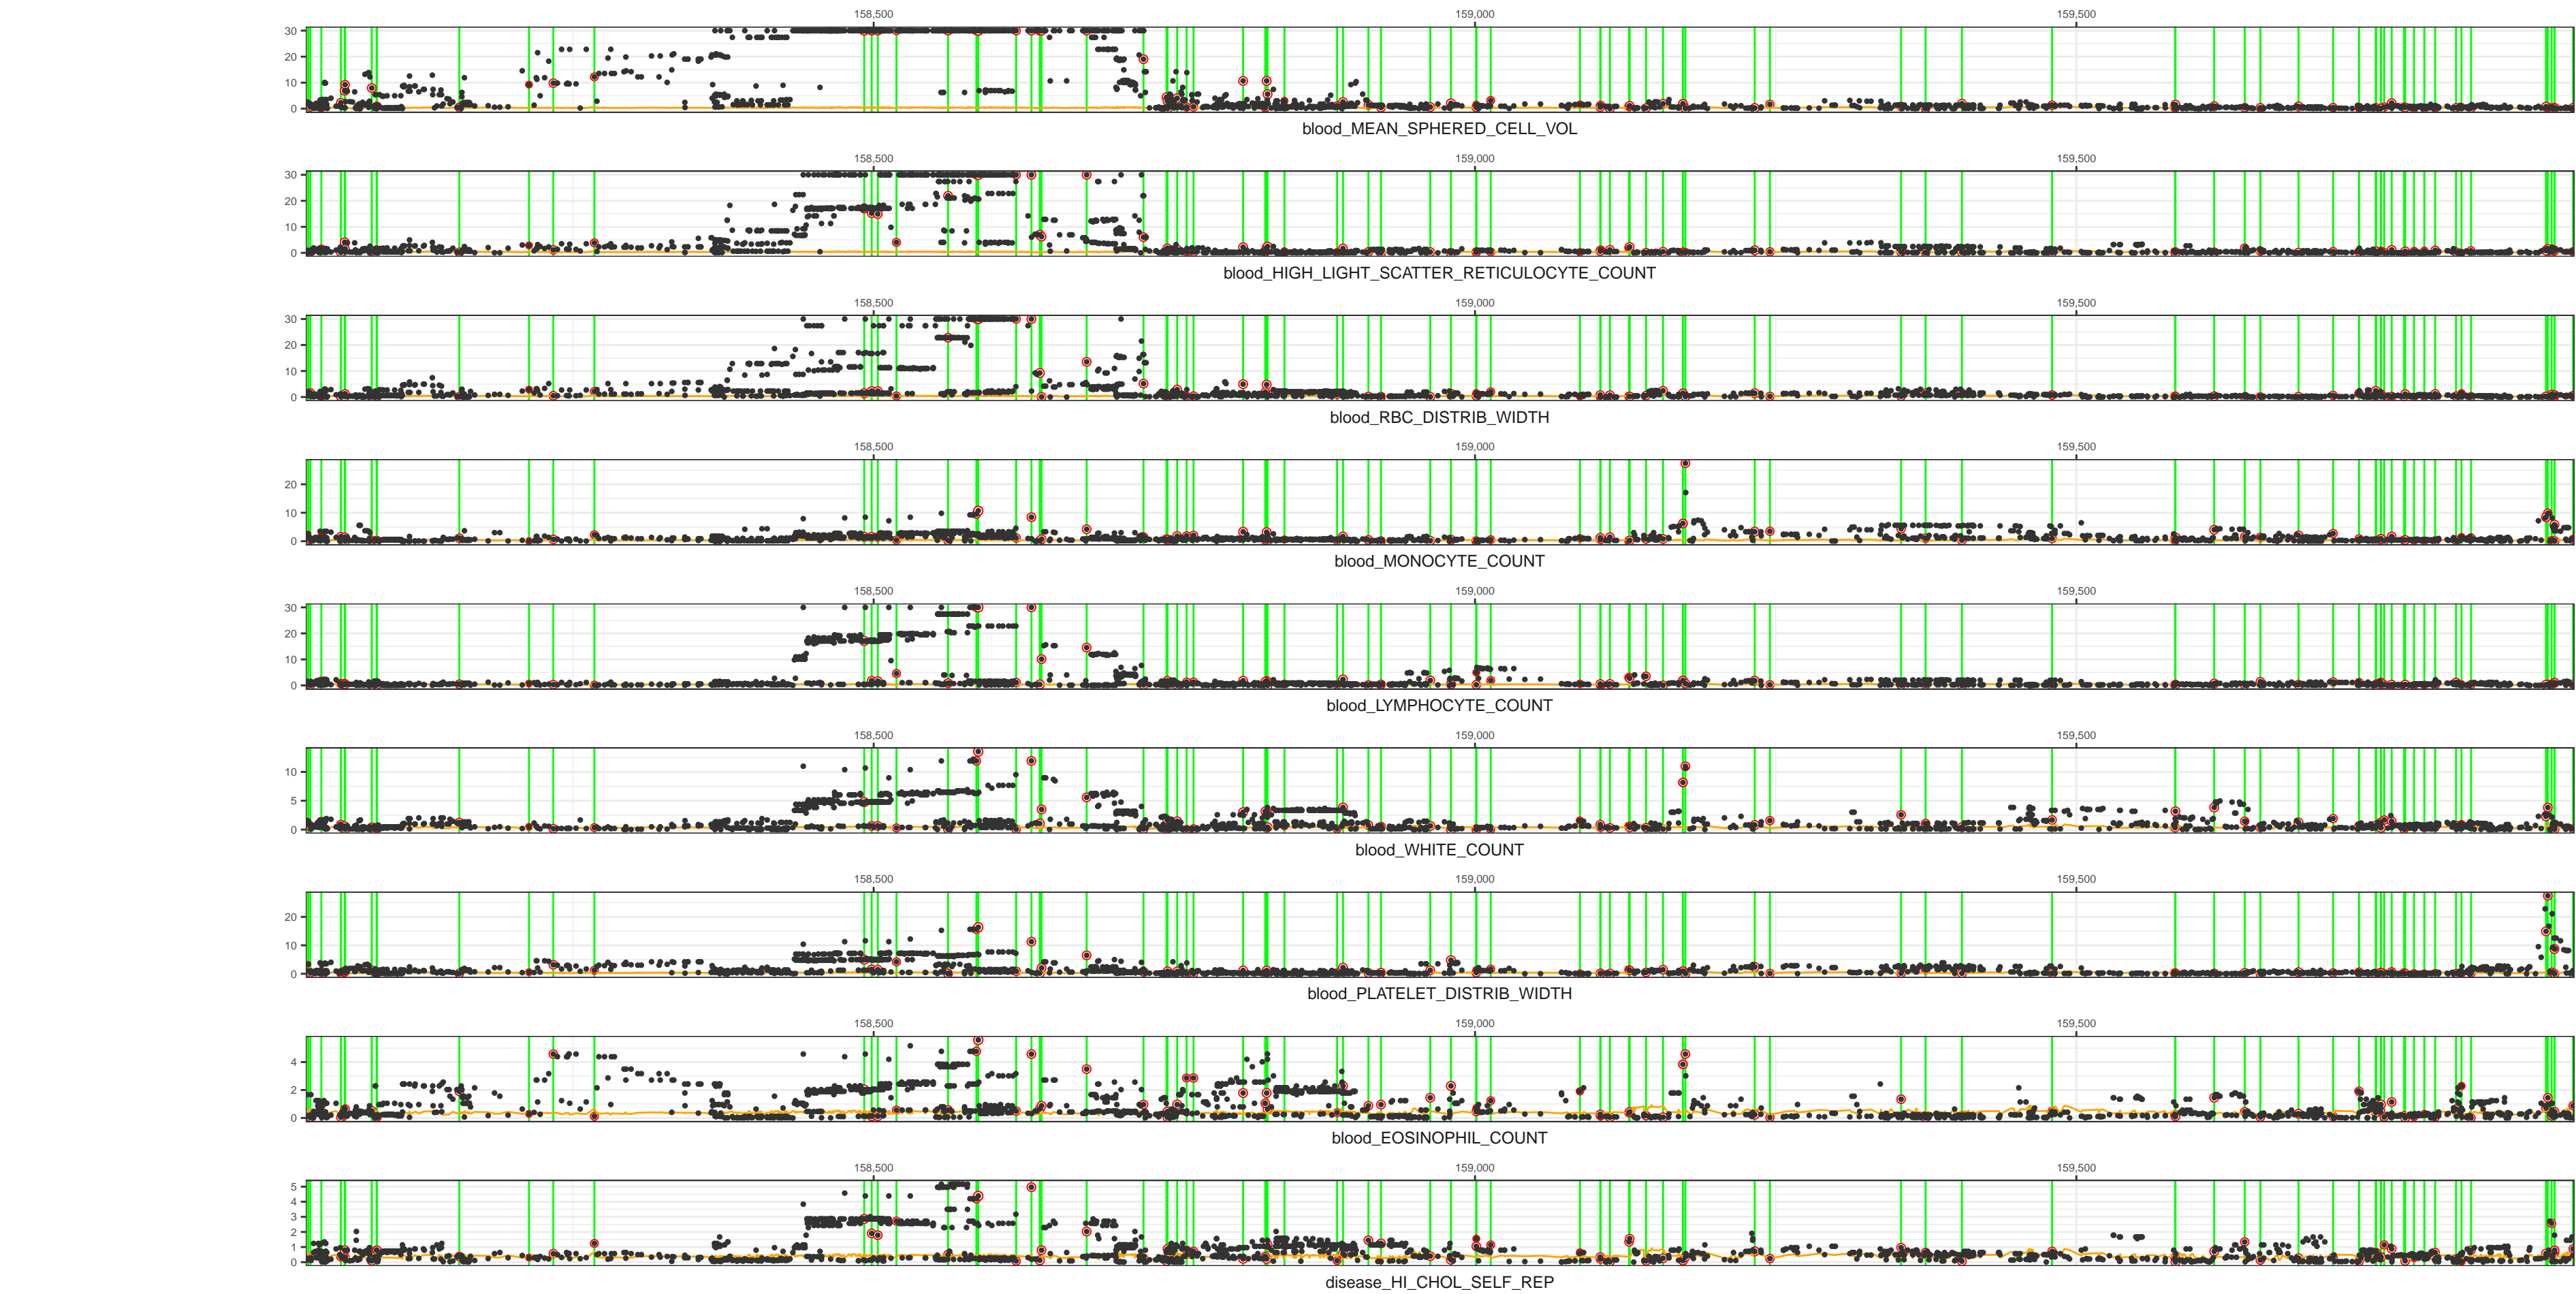 158,500 159,000 159,500
30
20
10
0
blood_MEAN_SPHERED_CELL_VOL
158,500 159,000 159,500
30
20
10
0
blood_HIGH_LIGHT_SCATTER_RETICULOCYTE_COUNT
158,500 159,000 159,500
30
20
10
0
blood_RBC_DISTRIB_WIDTH
158,500 159,000 159,500
20
10
0
blood_MONOCYTE_COUNT
158,500 159,000 159,500
30
20
10
0
blood_LYMPHOCYTE_COUNT
158,500 159,000 159,500
10
5
0
blood_WHITE_COUNT
158,500 159,000 159,500
20
10
0
blood_PLATELET_DISTRIB_WIDTH
158,500 159,000 159,500
4
2
0
blood_EOSINOPHIL_COUNT
158,500 159,000 159,500
5
4
3
2
1
0
disease_HI_CHOL_SELF_REP